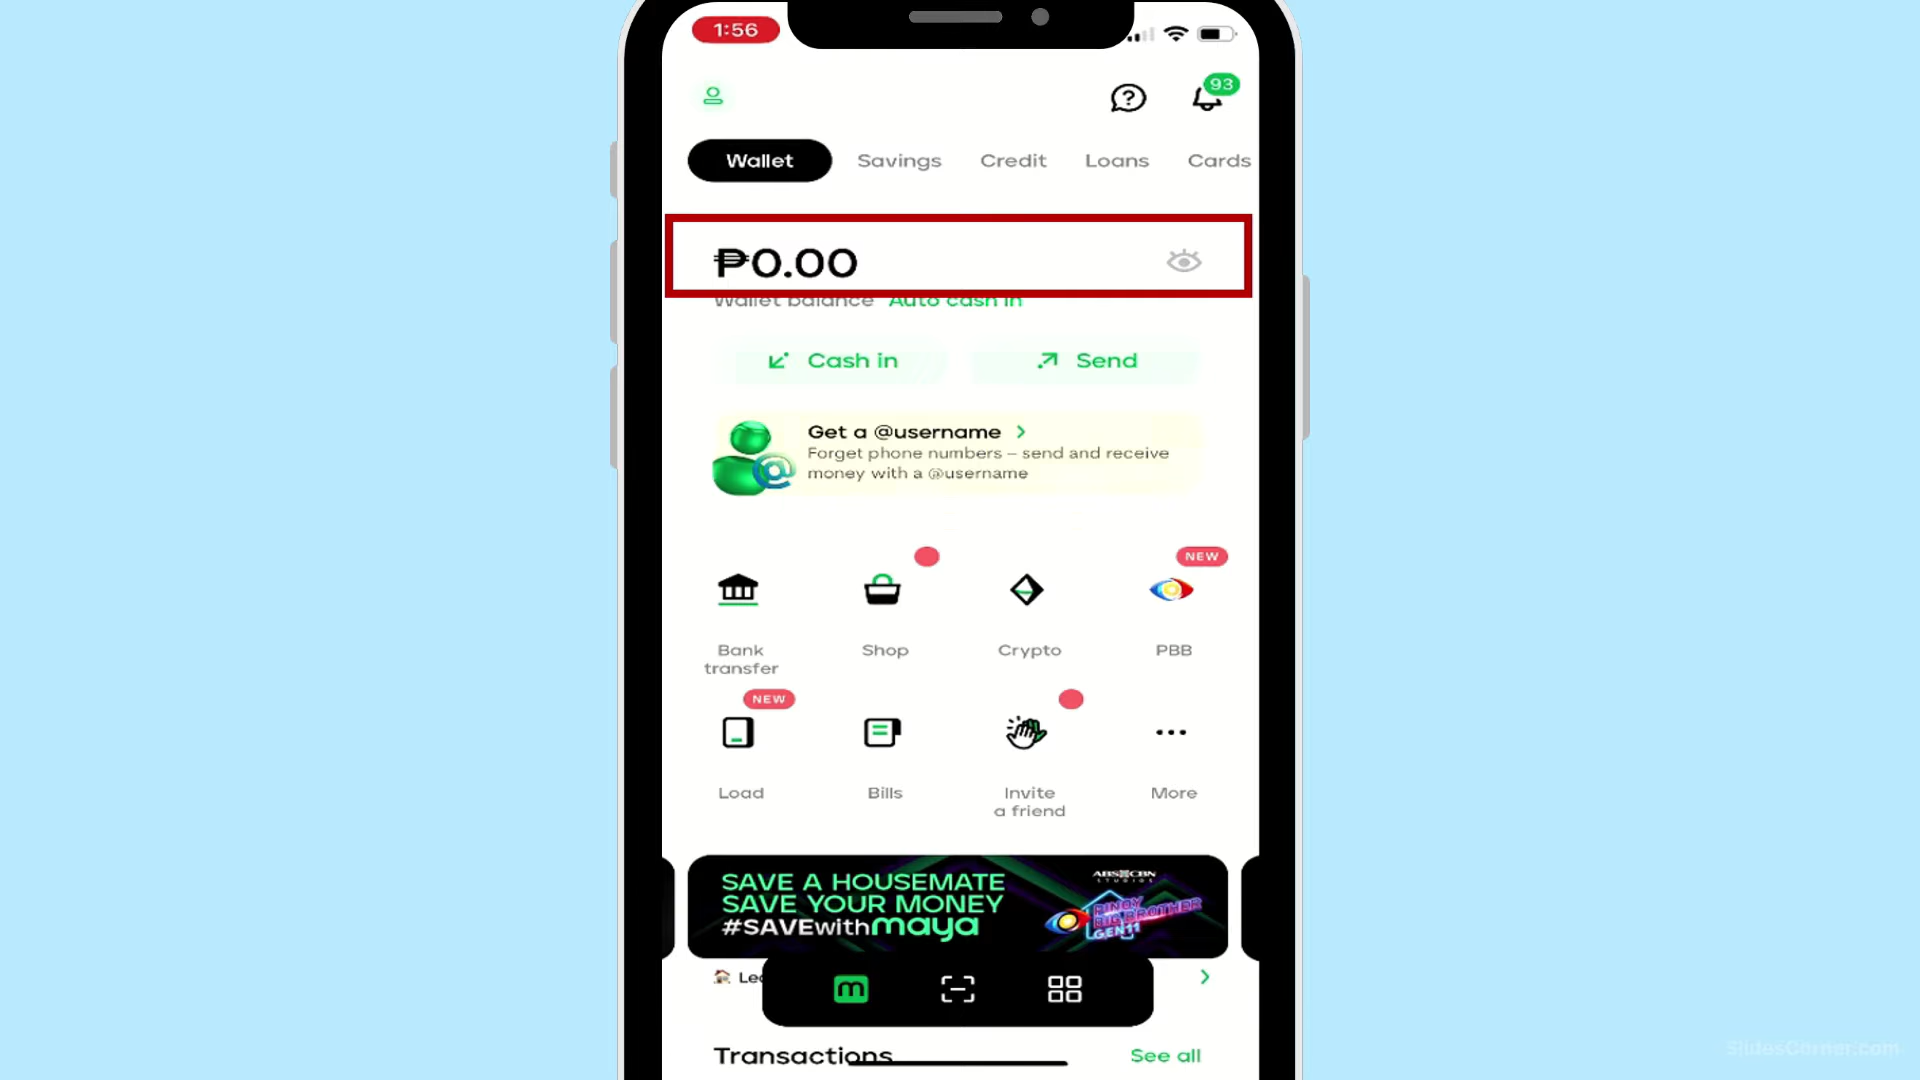 1:56
93
Wallet Savings Credit Loans Cards
₱0.00
Wallet balance Auto cash in
Cash in Send
Get a @username
Forget phone numbers – send and receive
money with a @username
NEW
Bank
transfer
Shop
Crypto
PBB
NEW
Load
Bills
Invite
a friend
More
SAVE A HOUSEMATE
SAVE YOUR MONEY
#SAVEwithmaya
ABS-CBN
STUDIOS
PINOY
BIG BROTHER
GEN11
m
Transactions See all
SlidesCorner.com